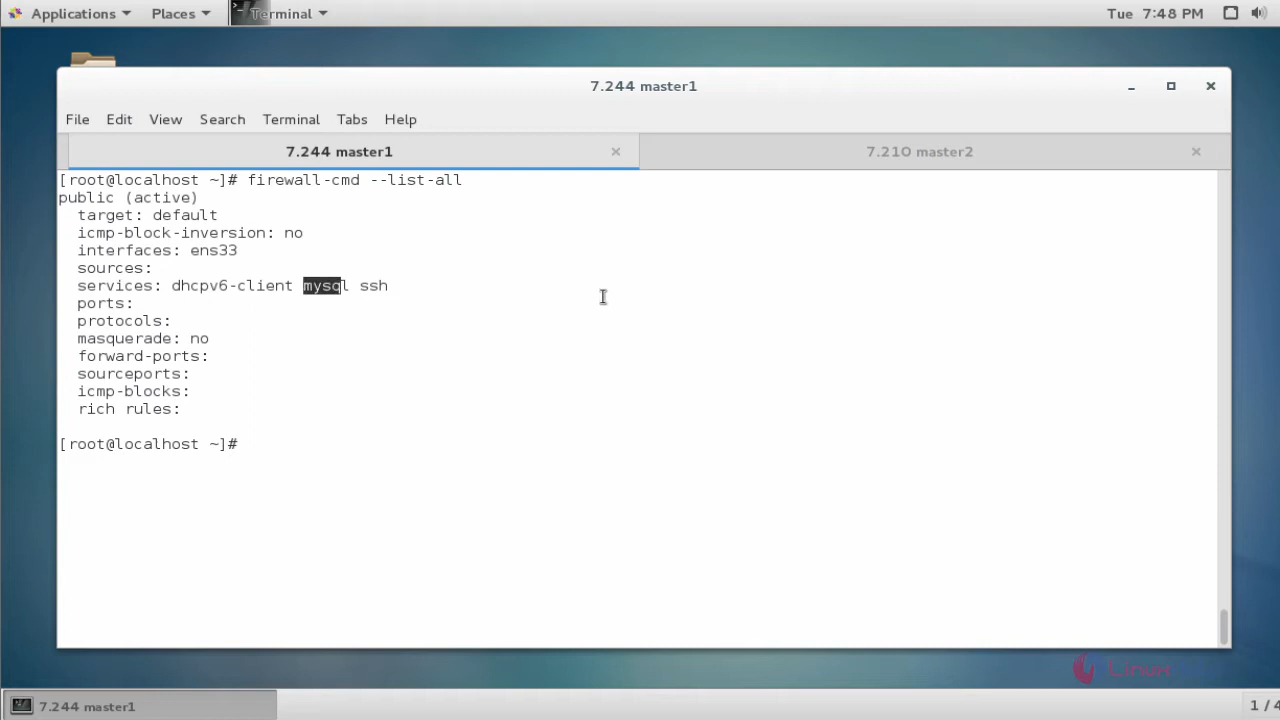 Applications Places Terminal Tue 7:48 PM
7.244 master1
File Edit View Search Terminal Tabs Help
7.244 master1 7.210 master2
[root@localhost ~]# firewall-cmd --list-all
public (active)
target: default
icmp-block-inversion: no
interfaces: ens33
sources:
services: dhcpv6-client mysql ssh
ports:
protocols:
masquerade: no
forward-ports:
sourceports:
icmp-blocks:
rich rules:
[root@localhost ~]#
Linux
7.244 master1 1 / 4